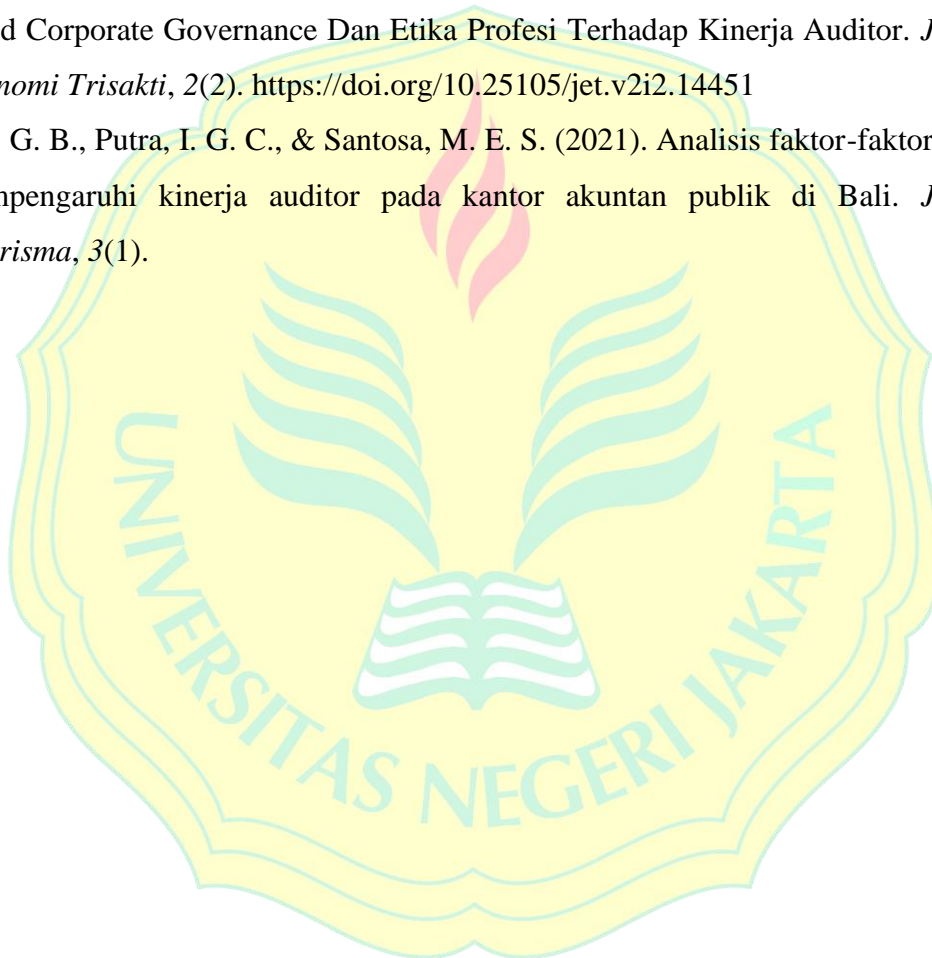 d Corporate Governance Dan Etika Profesi Terhadap Kinerja Auditor. J
nomi Trisakti, 2(2). https://doi.org/10.25105/jet.v2i2.14451
G. B., Putra, I. G. C., & Santosa, M. E. S. (2021). Analisis faktor-faktor
npengaruhi kinerja auditor pada kantor akuntan publik di Bali. J
risma, 3(1).
UNIVERSITAS NEGERI JAKARTA